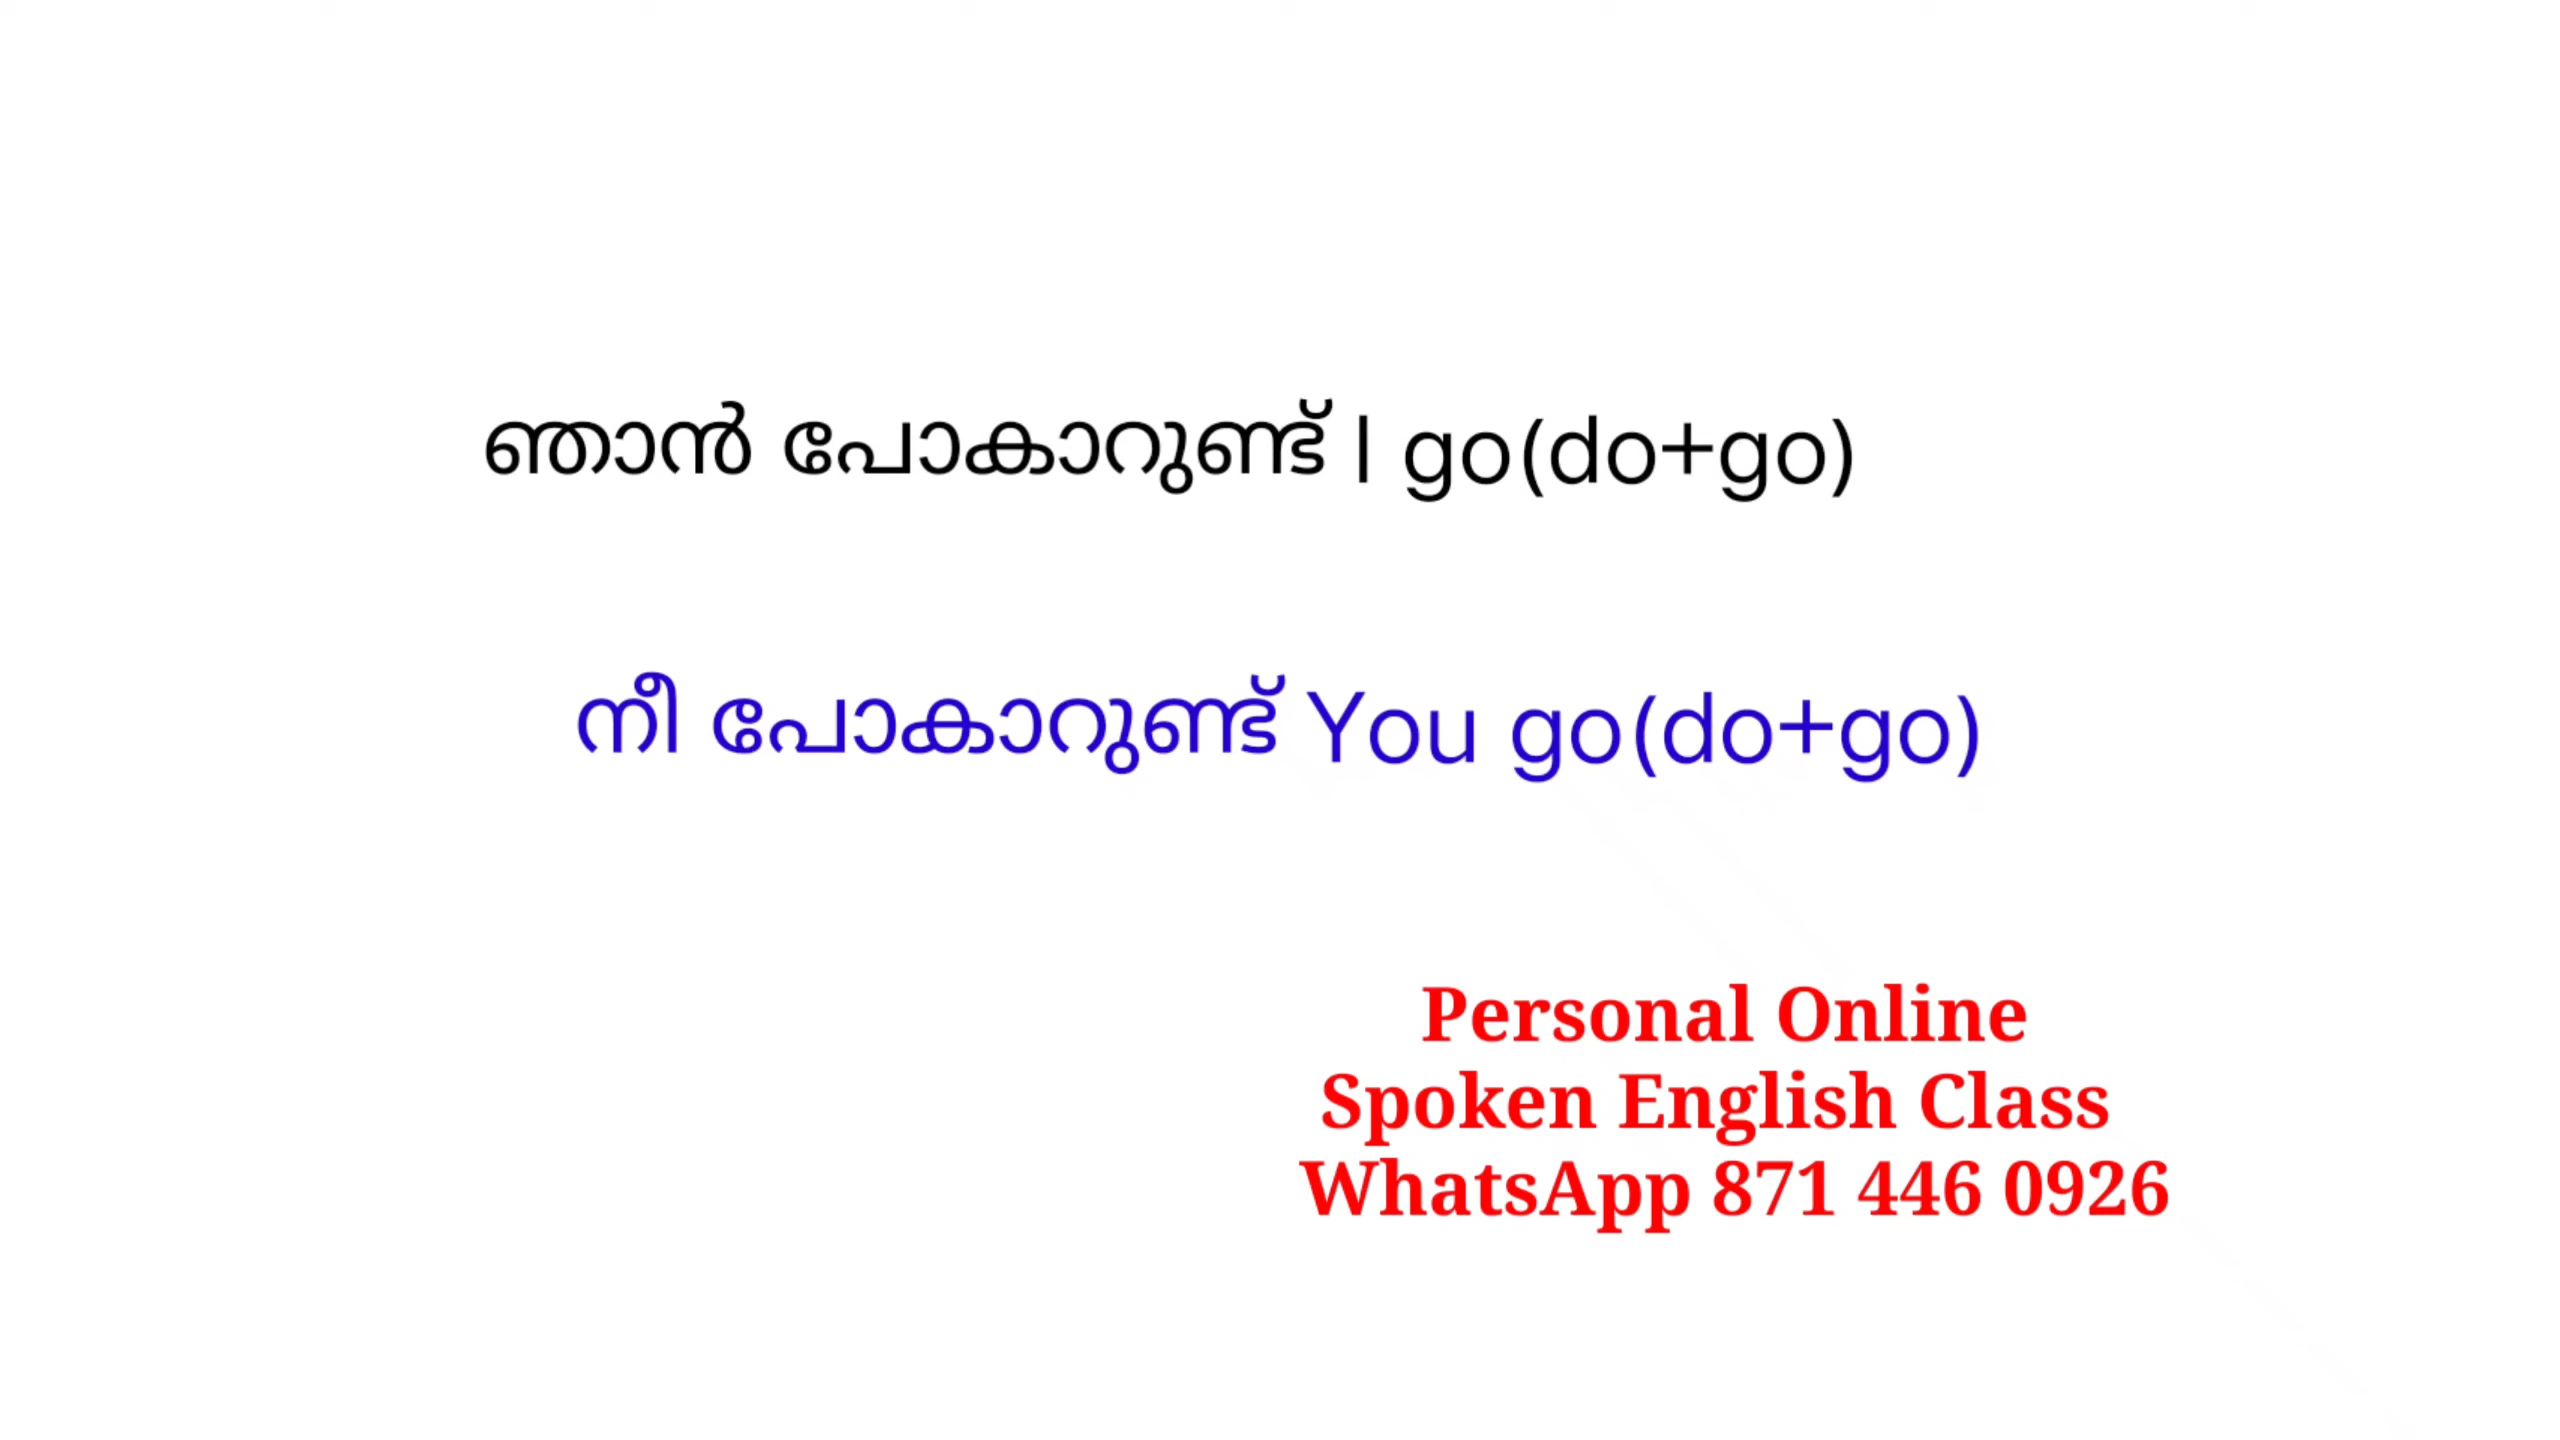 ഞാൻ പോകാറുണ്ട് I go(do+go)
നീ പോകാറുണ്ട് You go(do+go)
Personal Online
Spoken English Class
WhatsApp 871 446 0926